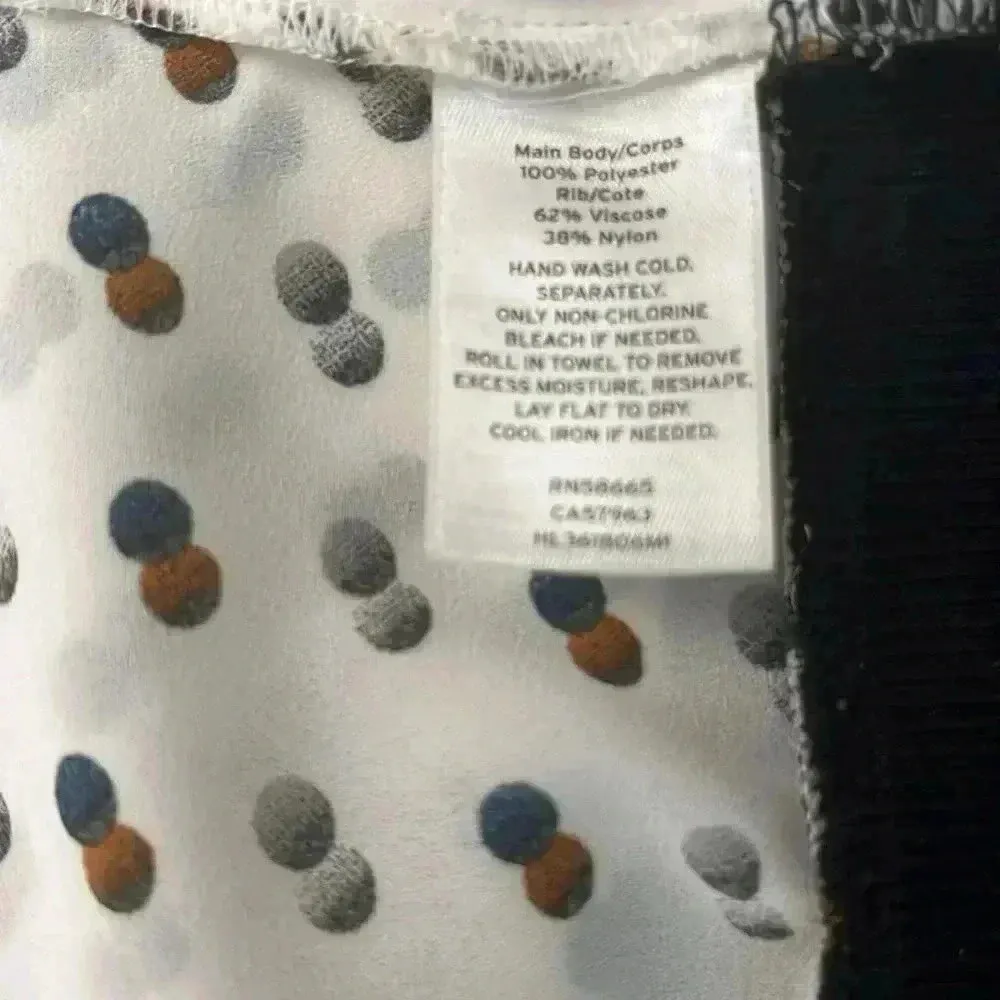 Main Body/Corps
100% Polyester
Rib/Cote
62% Viscose
38% Nylon
HAND WASH COLD,
SEPARATELY.
ONLY NON-CHLORINE
BLEACH IF NEEDED.
ROLL IN TOWEL TO REMOVE
EXCESS MOISTURE, RESHAPE.
LAY FLAT TO DRY.
COOL IRON IF NEEDED.
RN58665
CA57963